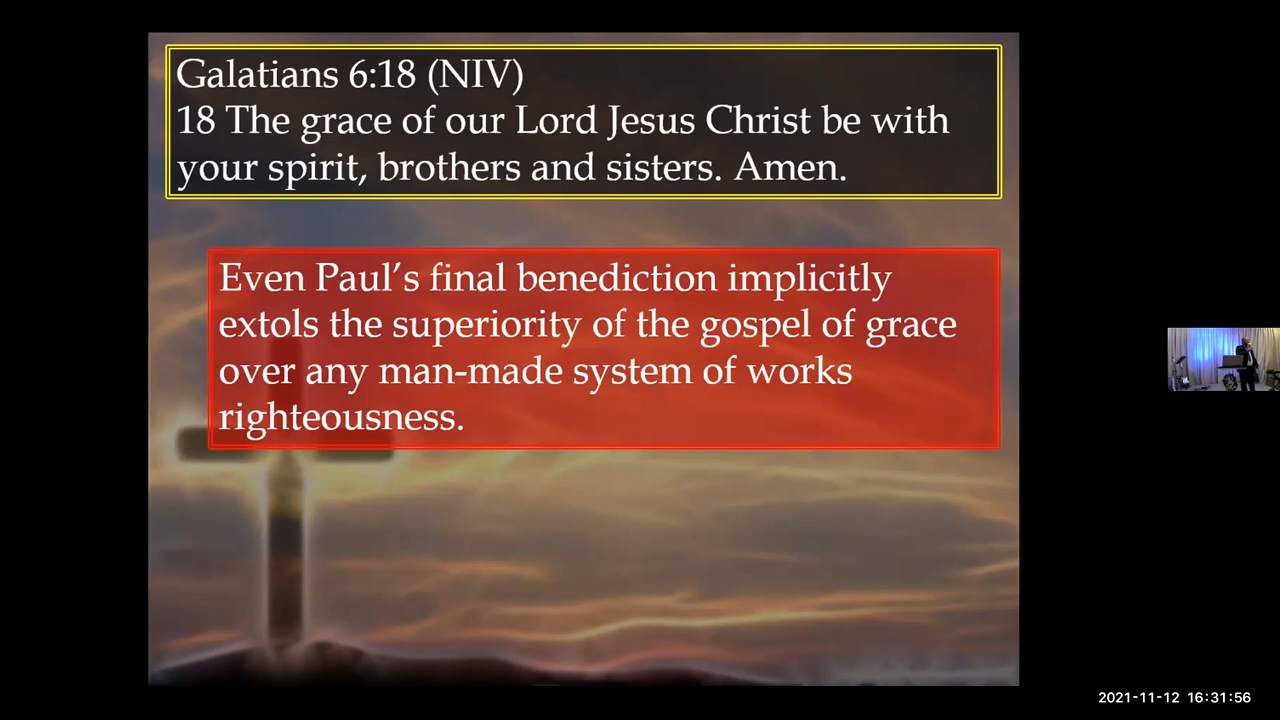 Galatians 6:18 (NIV)
18 The grace of our Lord Jesus Christ be with
your spirit, brothers and sisters. Amen.
Even Paul’s final benediction implicitly
extols the superiority of the gospel of grace
over any man-made system of works
righteousness.
2021-11-12 16:31:56